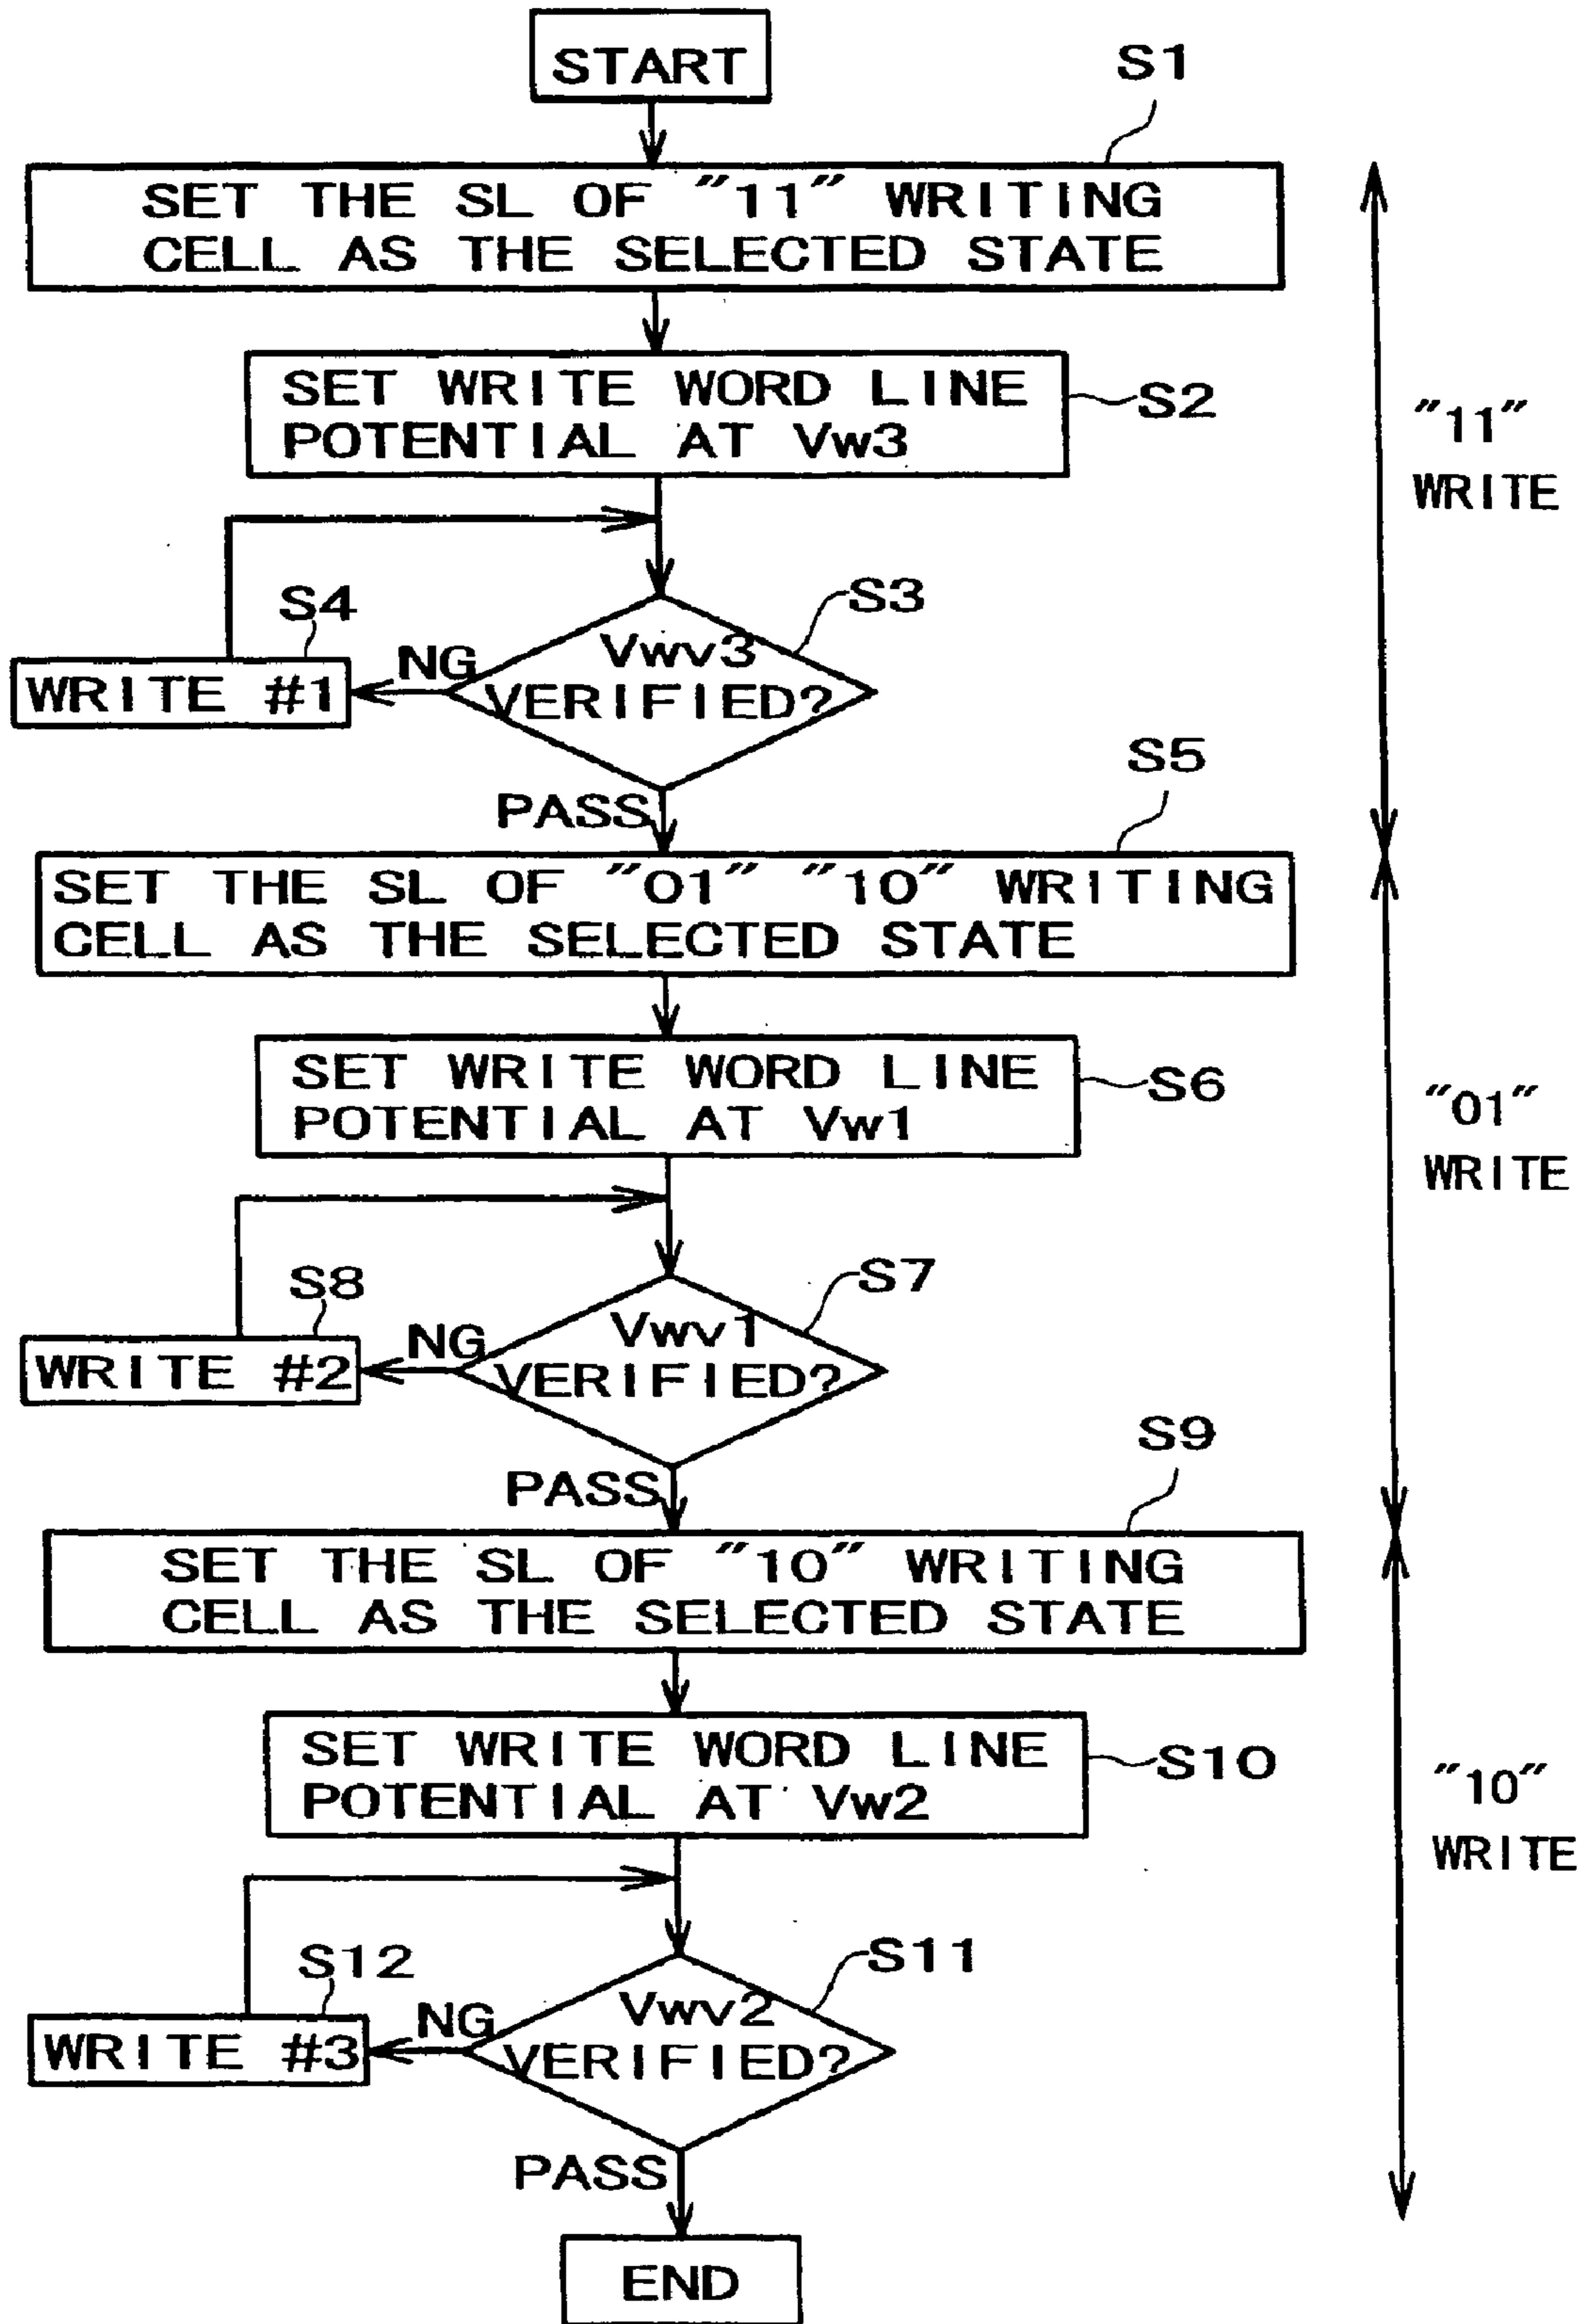 START
S1
SET THE SL OF "11" WRITING
CELL AS THE SELECTED STATE
SET WRITE WORD LINE
POTENTIAL AT Vw3
S2
"11"
WRITE
S4
S3
WRITE #1
NG
Vwv3
VERIFIED?
PASS
S5
SET THE SL OF "01" "10" WRITING
CELL AS THE SELECTED STATE
SET WRITE WORD LINE
POTENTIAL AT Vw1
S6
"01"
WRITE
S8
S7
WRITE #2
NG
Vwv1
VERIFIED?
PASS
S9
SET THE SL OF "10" WRITING
CELL AS THE SELECTED STATE
SET WRITE WORD LINE
POTENTIAL AT Vw2
S10
"10"
WRITE
S12
S11
WRITE #3
NG
Vwv2
VERIFIED?
PASS
END